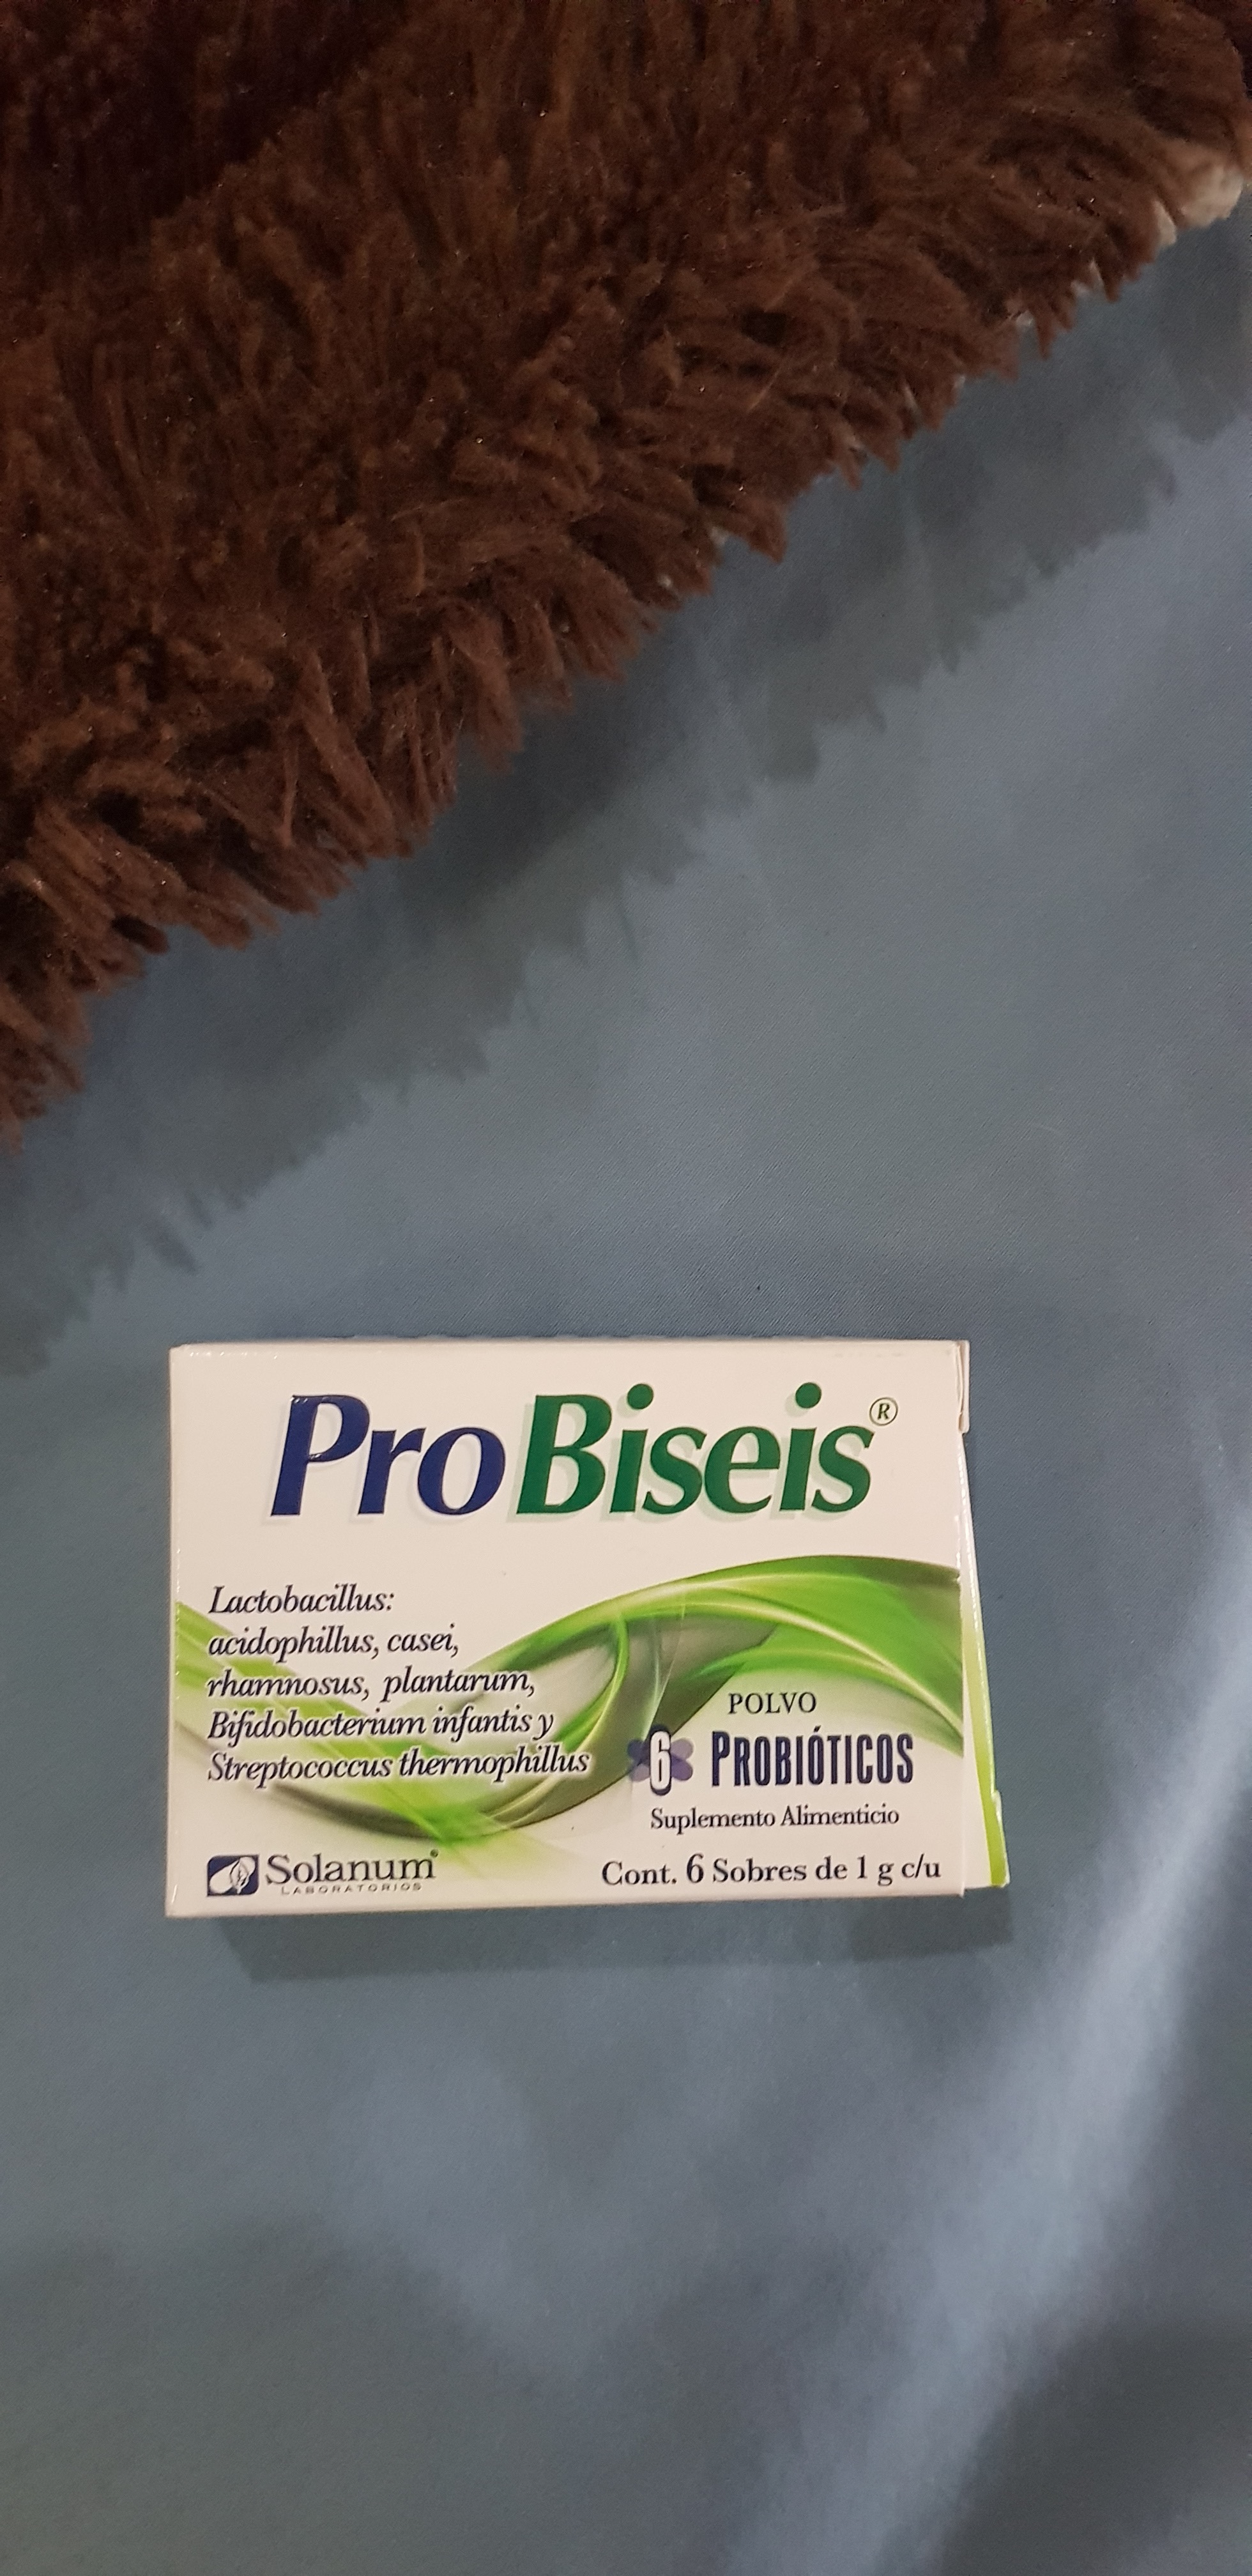 ProBiseis®
Lactobacillus:
acidophillus, casei,
rhamnosus, plantarum,
Bifidobacterium infantis y
Streptococcus thermophillus
POLVO
6 PROBIÓTICOS
Suplemento Alimenticio
Solanum®
LABORATORIOS
Cont. 6 Sobres de 1 g c/u